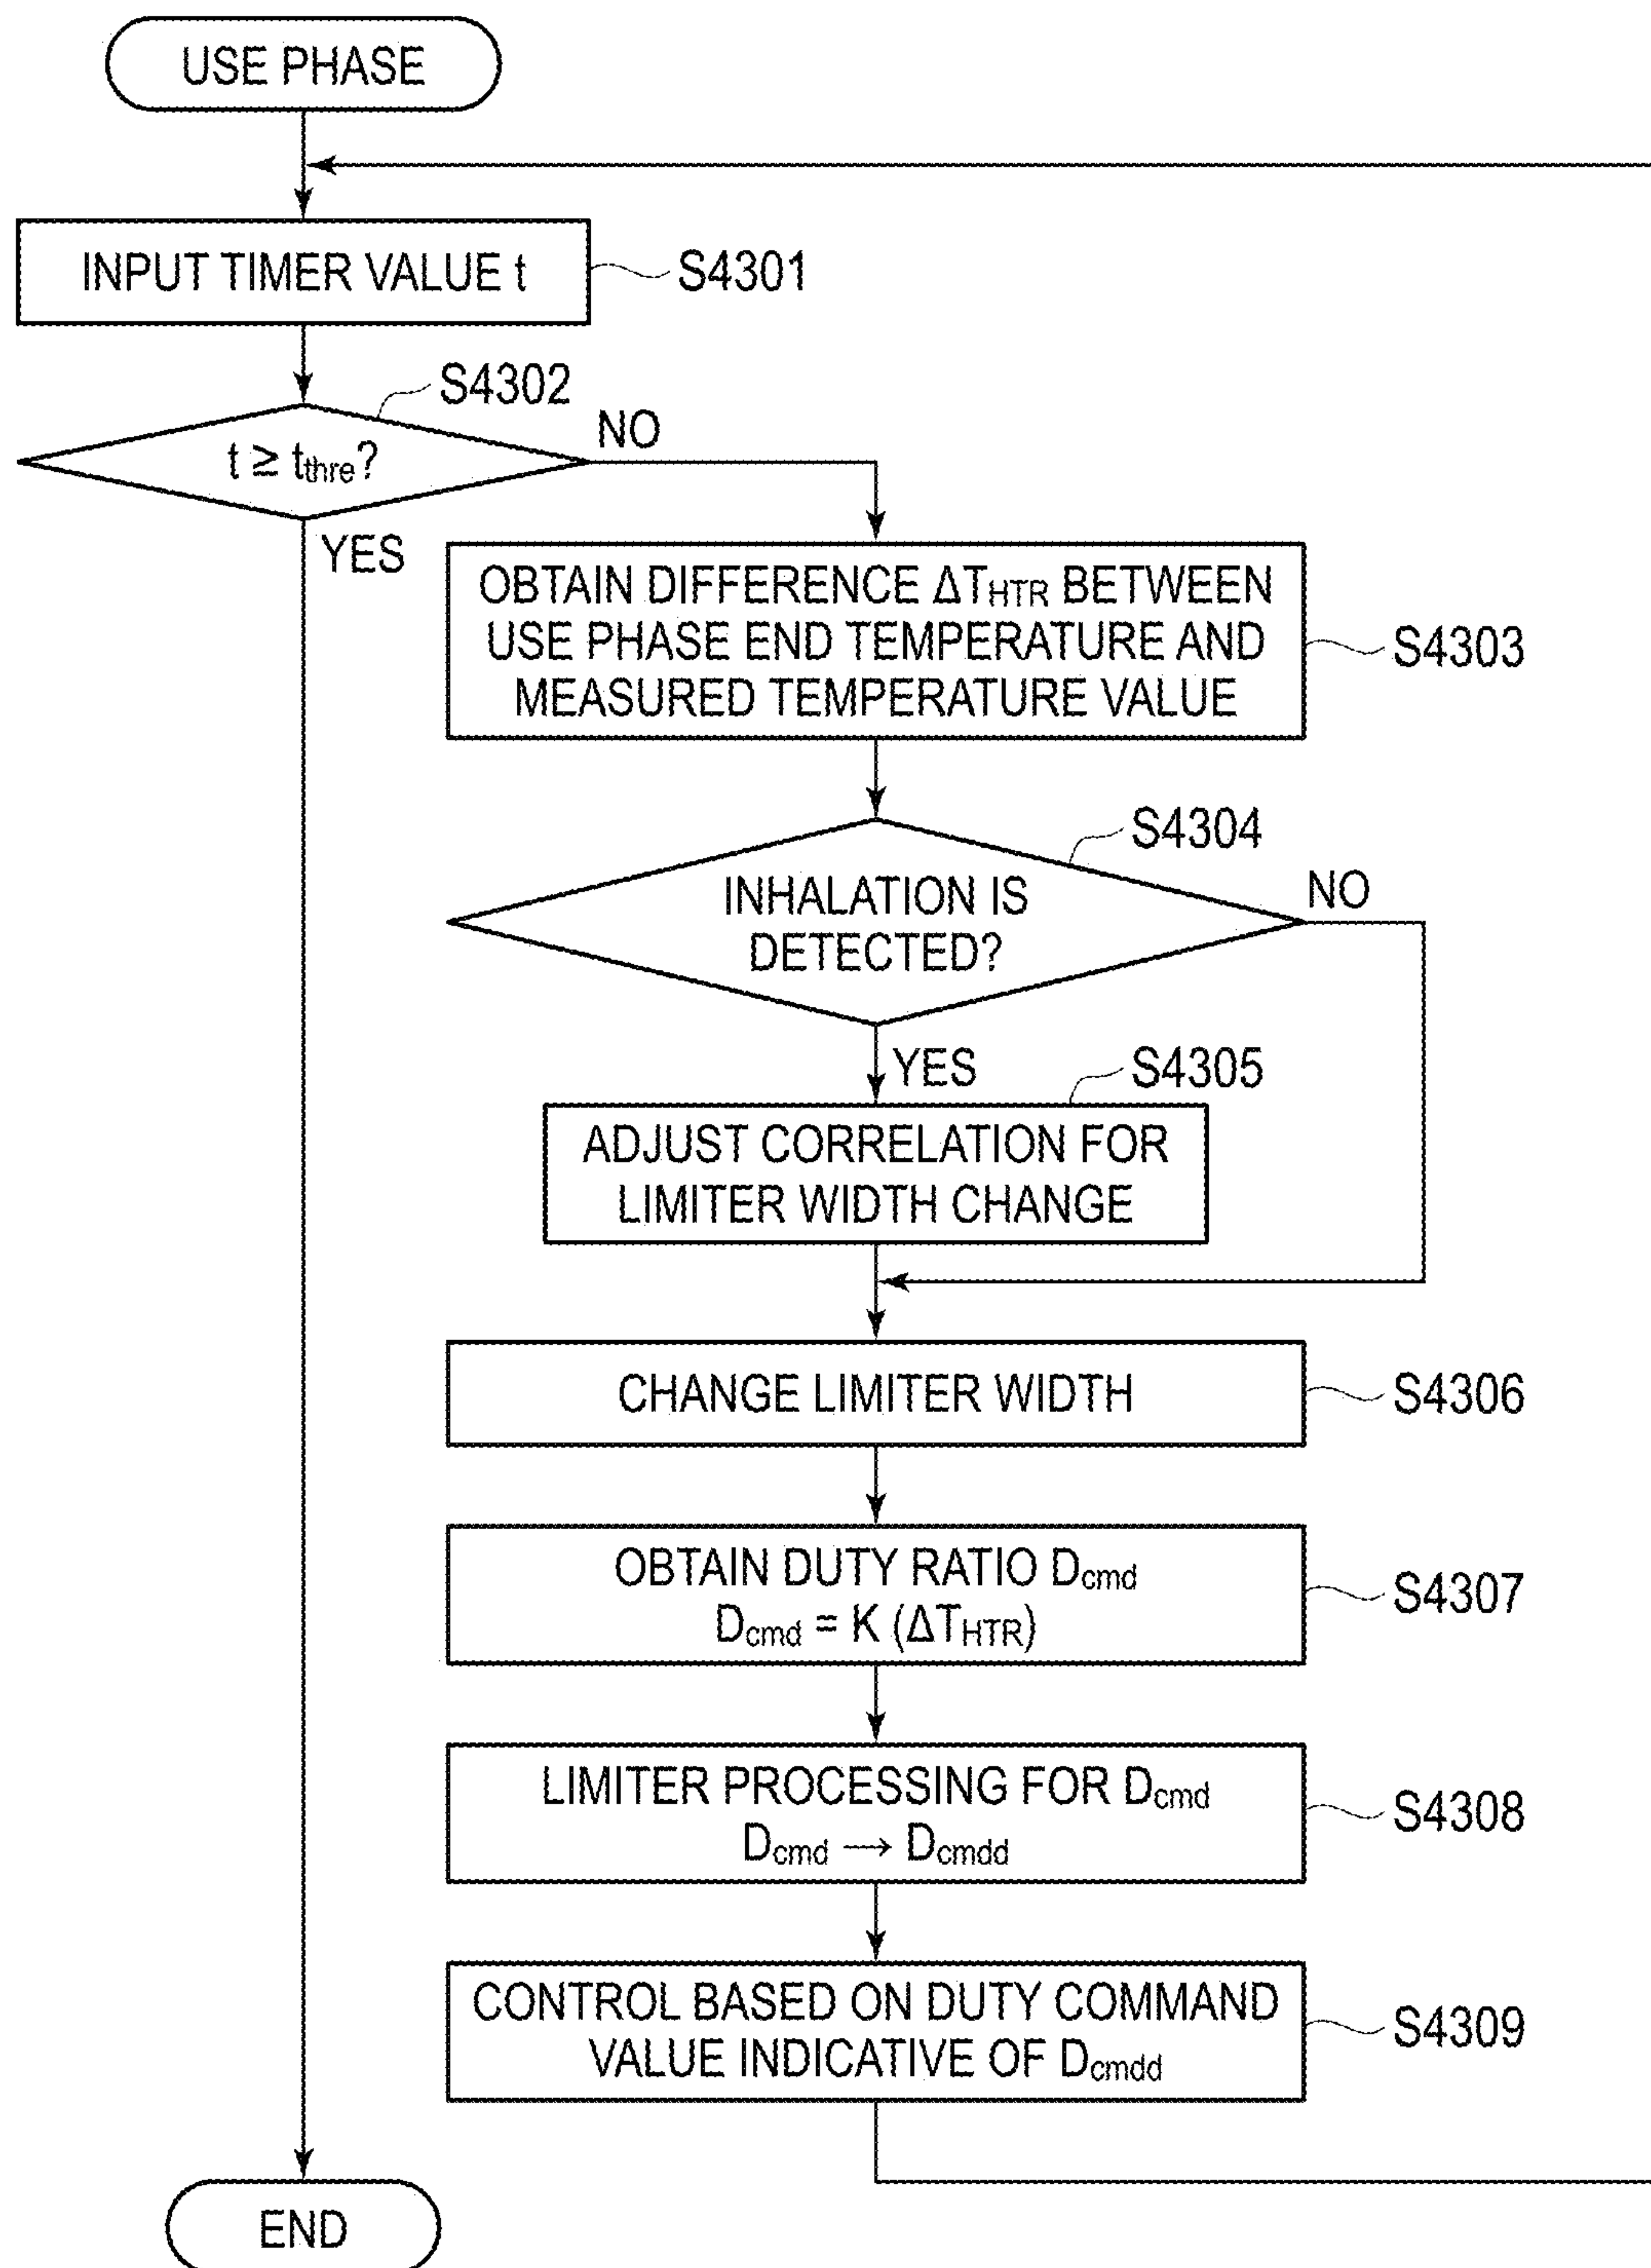 USE PHASE
INPUT TIMER VALUE t
S4301
S4302
t ≥ tthre?
NO
YES
OBTAIN DIFFERENCE ΔTHTR BETWEEN
USE PHASE END TEMPERATURE AND
MEASURED TEMPERATURE VALUE
S4303
S4304
INHALATION IS
DETECTED?
NO
YES
S4305
ADJUST CORRELATION FOR
LIMITER WIDTH CHANGE
CHANGE LIMITER WIDTH
S4306
OBTAIN DUTY RATIO Dcmd
Dcmd = K (ΔTHTR)
S4307
LIMITER PROCESSING FOR Dcmd
Dcmd → Dcmdd
S4308
CONTROL BASED ON DUTY COMMAND
VALUE INDICATIVE OF Dcmdd
S4309
END